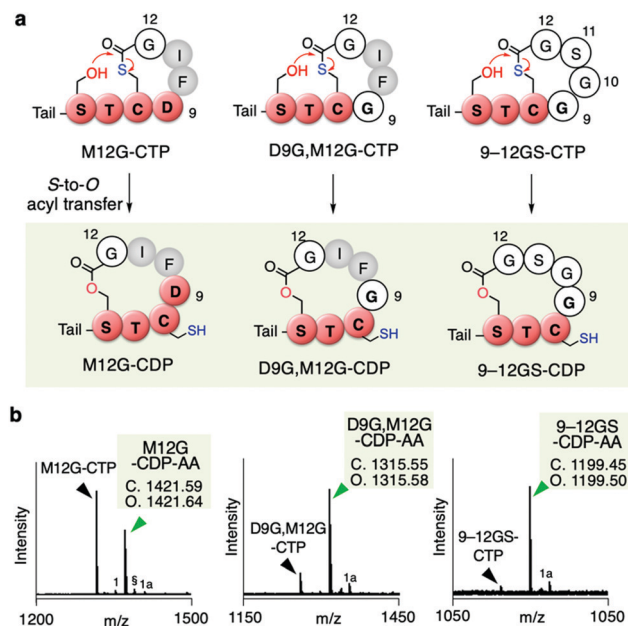 a
12
G
I
F
D
9
O
OH
S
Tail
S
T
C
M12G-CTP
12
G
I
F
G
9
O
OH
S
Tail
S
T
C
D9G,M12G-CTP
12
G
11
S
10
G
G
9
O
OH
S
Tail
S
T
C
9–12GS-CTP
S-to-O
acyl transfer
12
G
I
F
D
9
O
O
Tail
S
T
C
SH
M12G-CDP
12
G
I
F
G
9
O
O
Tail
S
T
C
SH
D9G,M12G-CDP
12
G
S
G
G
9
O
O
Tail
S
T
C
SH
9–12GS-CDP
b
Intensity
M12G-CTP
M12G
-CDP-AA
C. 1421.59
O. 1421.64
1
§
1a
1200
m/z
1500
Intensity
D9G,M12G
-CTP
D9G,M12G
-CDP-AA
C. 1315.55
O. 1315.58
1a
1150
m/z
1450
Intensity
9–12GS-
CTP
9–12GS
-CDP-AA
C. 1199.45
O. 1199.50
1a
1050
m/z
1050